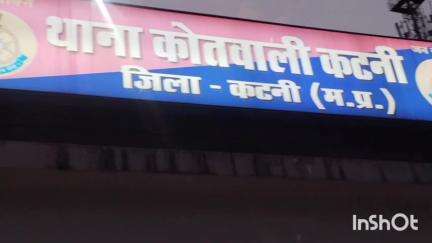 थाना कोतवाली कटनी
जिला - कटनी (म.प्र.)
InShOt